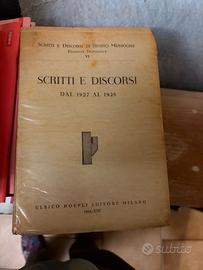 SCRITTI E DISCORSI DI BENITO MUSSOLINI
EDIZIONE DEFINITIVA
VI
SCRITTI E DISCORSI
DAL 1927 AL 1928
ULRICO HOEPLI EDITORE MILANO
subito